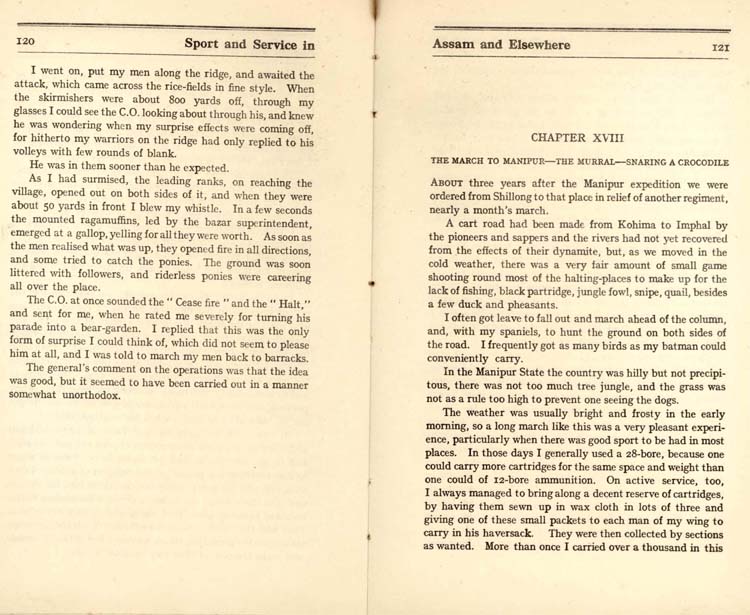 120 Sport and Service in
I went on, put my men along the ridge, and awaited the
attack, which came across the rice-fields in fine style. When
the skirmishers were about 800 yards off, through my
glasses I could see the C.O. looking about through his, and knew
he was wondering when my surprise effects were coming off,
for hitherto my warriors on the ridge had only replied to his
volleys with few rounds of blank.
He was in them sooner than he expected.
As I had surmised, the leading ranks, on reaching the
village, opened out on both sides of it, and when they were
about 50 yards in front I blew my whistle. In a few seconds
the mounted ragamuffins, led by the bazar superintendent,
emerged at a gallop, yelling for all they were worth. As soon as
the men realised what was up, they opened fire in all directions,
and some tried to catch the ponies. The ground was soon
littered with followers, and riderless ponies were careering
all over the place.
The C.O. at once sounded the " Cease fire " and the " Halt,"
and sent for me, when he rated me severely for turning his
parade into a bear-garden. I replied that this was the only
form of surprise I could think of, which did not seem to please
him at all, and I was told to march my men back to barracks.
The general's comment on the operations was that the idea
was good, but it seemed to have been carried out in a manner
somewhat unorthodox.
Assam and Elsewhere 121
CHAPTER XVIII
THE MARCH TO MANIPUR—THE MURRAL—SNARING A CROCODILE
ABOUT three years after the Manipur expedition we were
ordered from Shillong to that place in relief of another regiment,
nearly a month's march.
A cart road had been made from Kohima to Imphal by
the pioneers and sappers and the rivers had not yet recovered
from the effects of their dynamite, but, as we moved in the
cold weather, there was a very fair amount of small game
shooting round most of the halting-places to make up for the
lack of fishing, black partridge, jungle fowl, snipe, quail, besides
a few duck and pheasants.
I often got leave to fall out and march ahead of the column,
and, with my spaniels, to hunt the ground on both sides of
the road. I frequently got as many birds as my batman could
conveniently carry.
In the Manipur State the country was hilly but not precipi-
tous, there was not too much tree jungle, and the grass was
not as a rule too high to prevent one seeing the dogs.
The weather was usually bright and frosty in the early
morning, so a long march like this was a very pleasant experi-
ence, particularly when there was good sport to be had in most
places. In those days I generally used a 28-bore, because one
could carry more cartridges for the same space and weight than
one could of 12-bore ammunition. On active service, too,
I always managed to bring along a decent reserve of cartridges,
by having them sewn up in wax cloth in lots of three and
giving one of these small packets to each man of my wing to
carry in his haversack. They were then collected by sections
as wanted. More than once I carried over a thousand in this